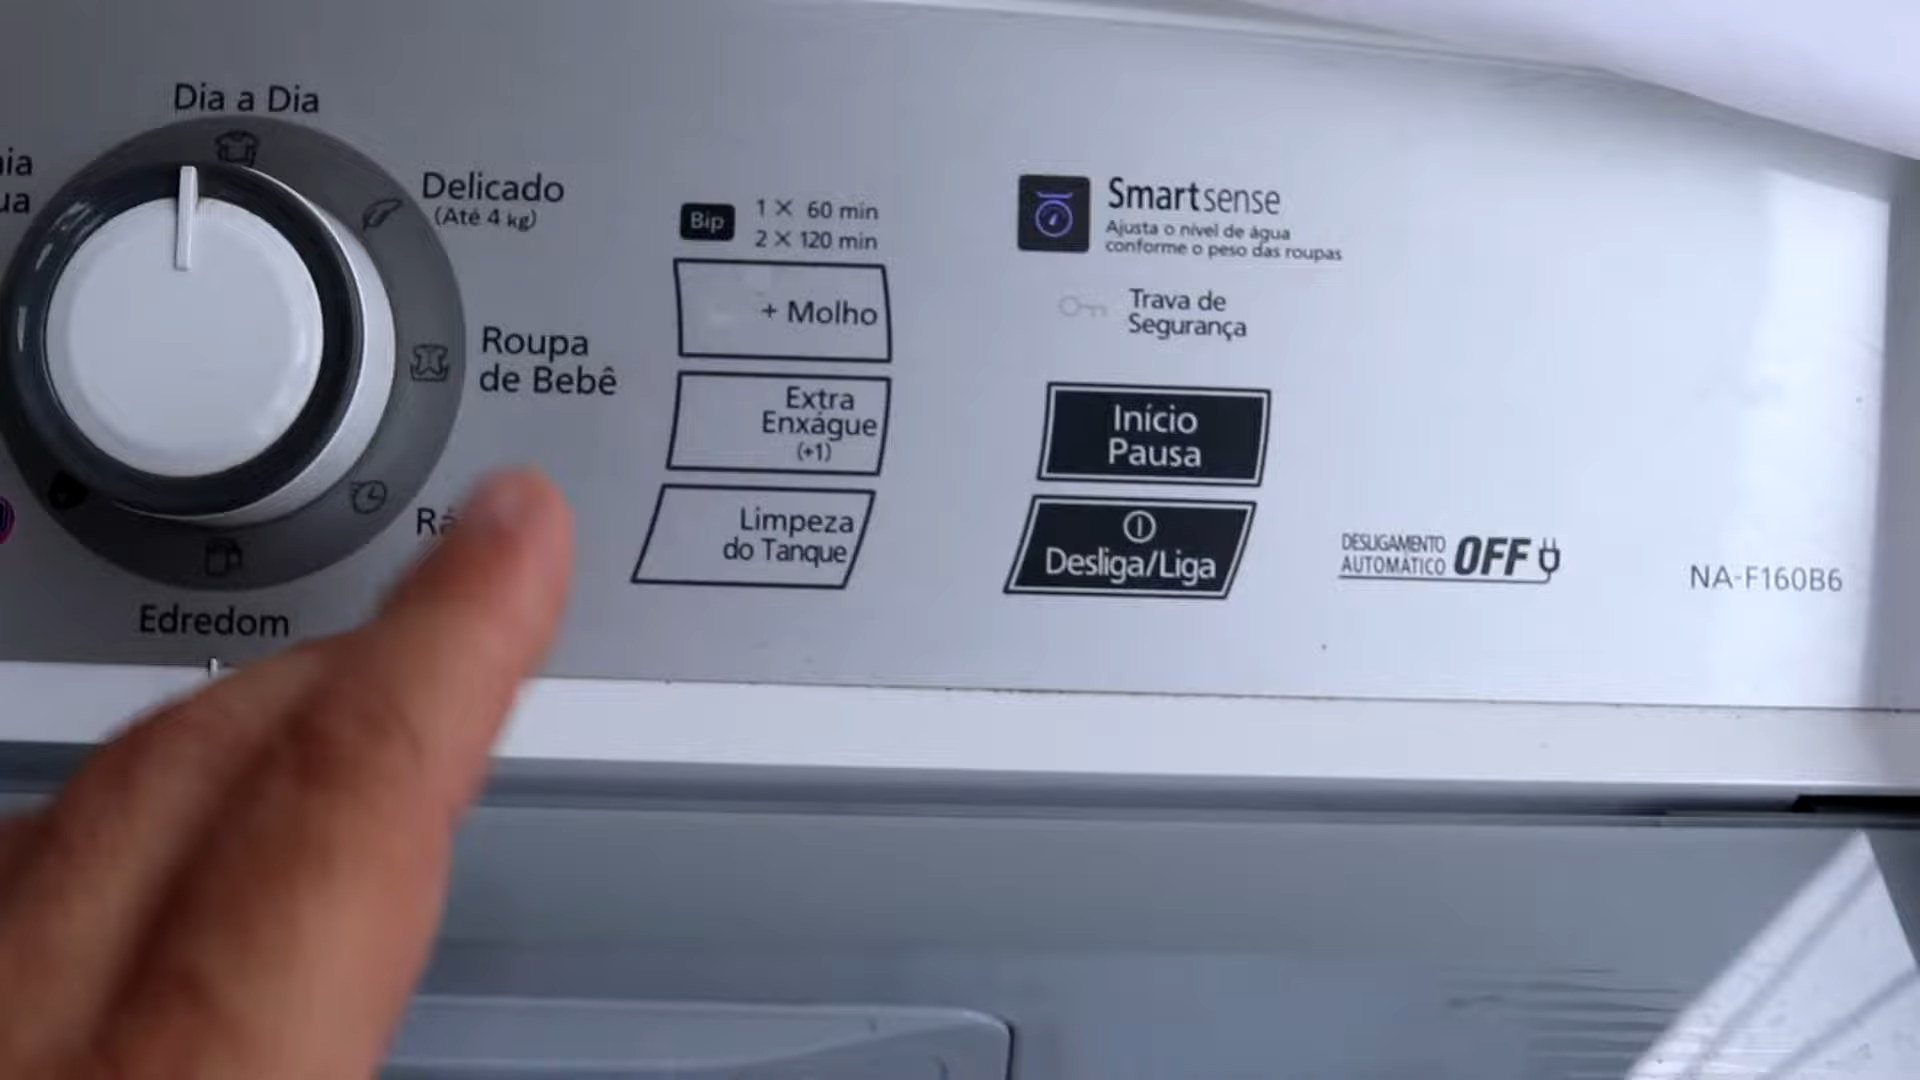 Dia a Dia
Delicado
(Até 4 kg)
Roupa
de Bebê
Edredom
Bip
1 X 60 min
2 X 120 min
+ Molho
Extra
Enxágue
(+1)
Limpeza
do Tanque
Smartsense
Ajusta o nível de água
conforme o peso das roupas
Trava de
Segurança
Início
Pausa
Desliga/Liga
DESLIGAMENTO
AUTOMÁTICO OFF
NA-F160B6